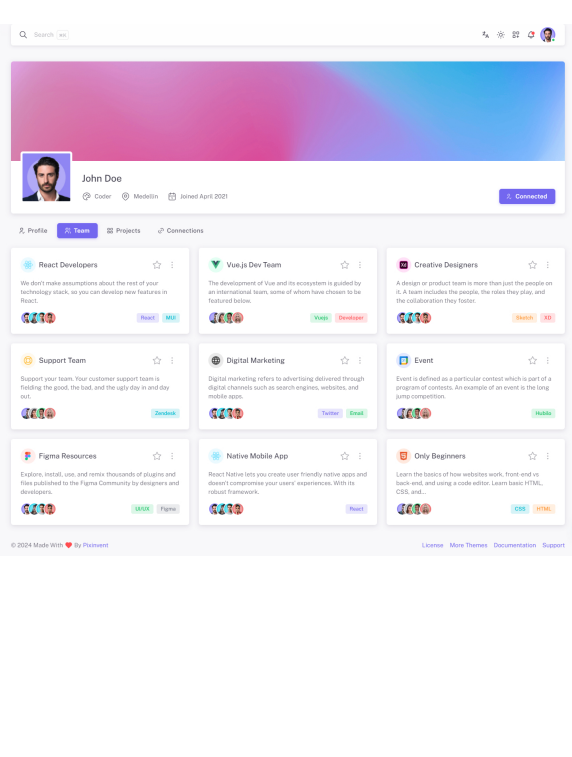 Search ⌘K
John Doe
Coder Medellin Joined April 2021
Connected
Profile Team Projects Connections
React Developers
We don't make assumptions about the rest of your
technology stack, so you can develop new features in
React.
React MUI
Vue.js Dev Team
The development of Vue and its ecosystem is guided by
an international team, some of whom have chosen to be
featured below.
Vuejs Developer
Xd
Creative Designers
A design or product team is more than just the people on
it. A team includes the people, the roles they play, and
the collaboration they foster.
Sketch XD
Support Team
Support your team. Your customer support team is
fielding the good, the bad, and the ugly day in and day
out.
Zendesk
Digital Marketing
Digital marketing refers to advertising delivered through
digital channels such as search engines, websites, and
mobile apps.
Twitter Email
Event
Event is defined as a particular contest which is part of a
program of contests. An example of an event is the long
jump competition.
Hubilo
Figma Resources
Explore, install, use, and remix thousands of plugins and
files published to the Figma Community by designers and
developers.
UI/UX Figma
Native Mobile App
React Native lets you create user friendly native apps and
doesn't compromise your users' experiences. With its
robust framework.
React
Only Beginners
Learn the basics of how websites work, front-end vs
back-end, and using a code editor. Learn basic HTML,
CSS, and...
CSS HTML
© 2024 Made With ❤️ By Pixinvent
License More Themes Documentation Support